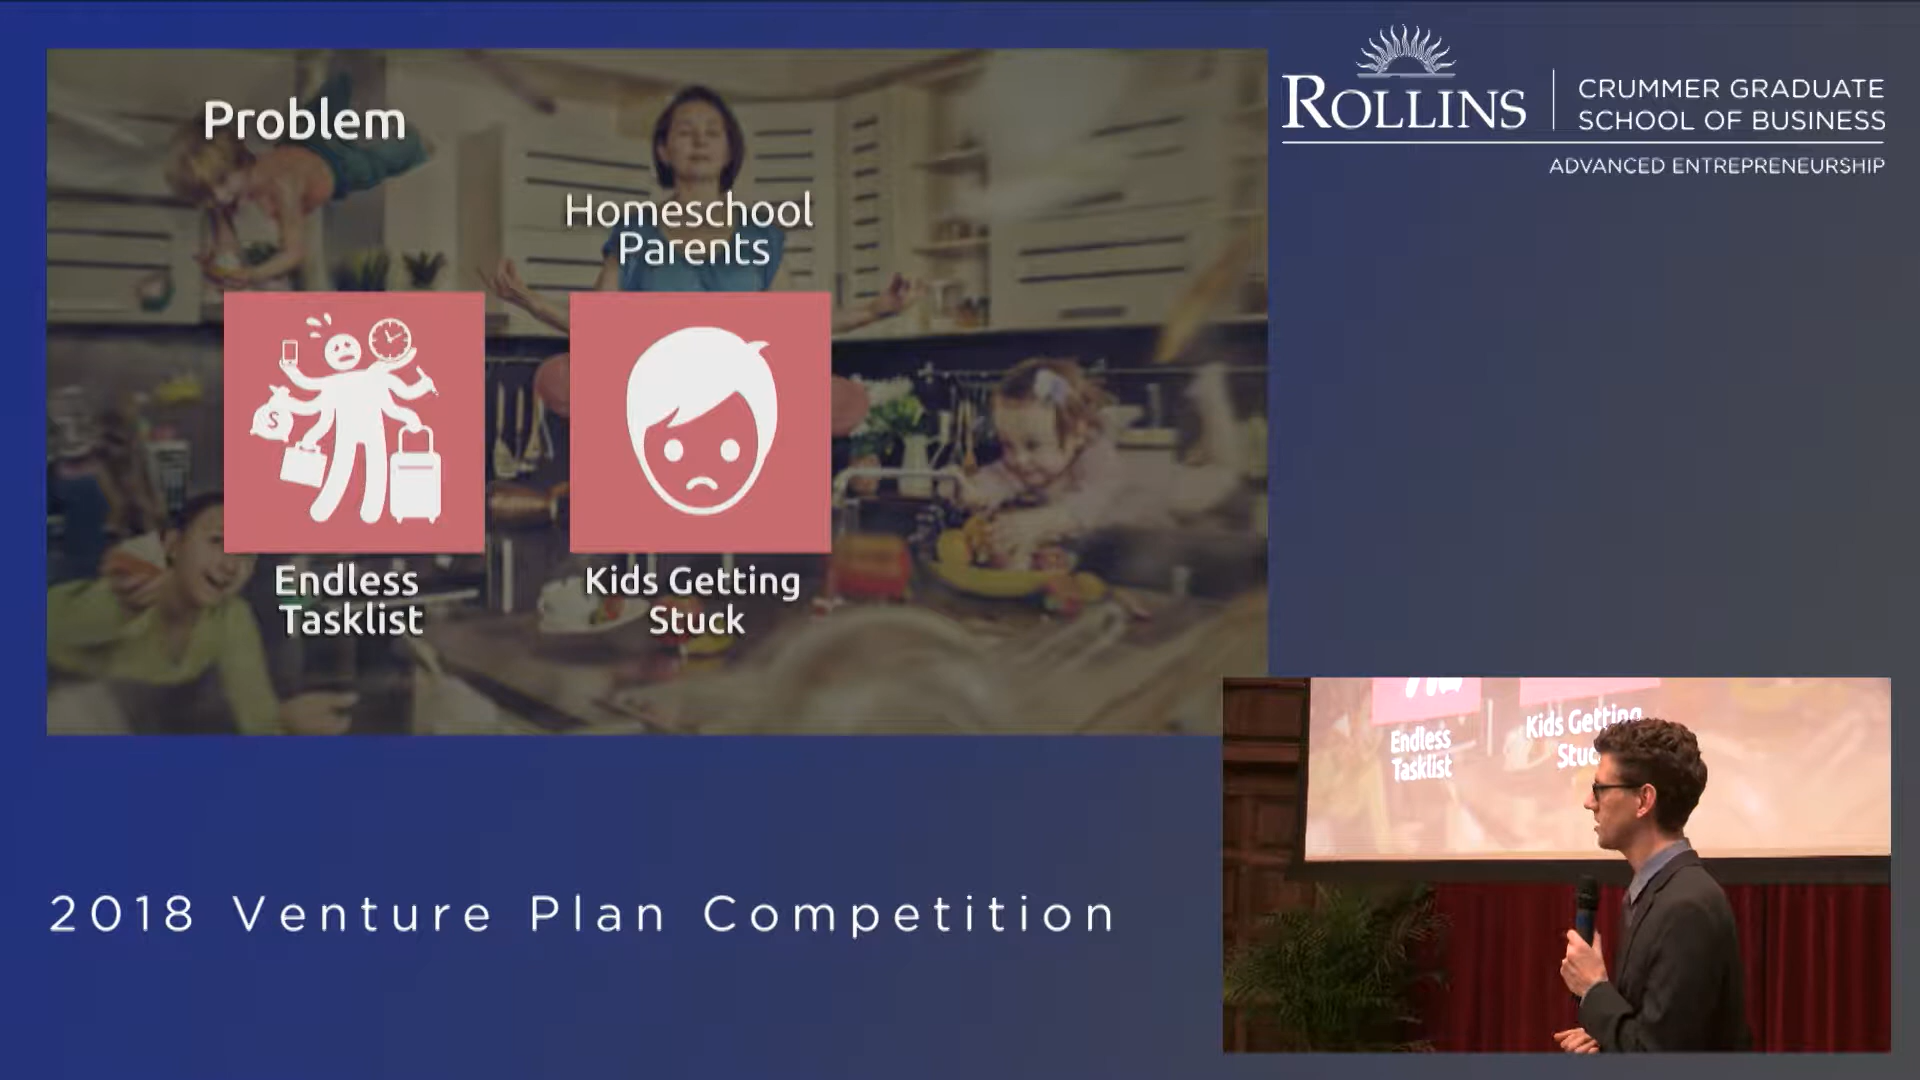 Problem
Homeschool
Parents
$
Endless
Tasklist
Kids Getting
Stuck
ROLLINS
CRUMMER GRADUATE
SCHOOL OF BUSINESS
ADVANCED ENTREPRENEURSHIP
2018 Venture Plan Competition
Endless
Tasklist
Kids Getting
Stuc